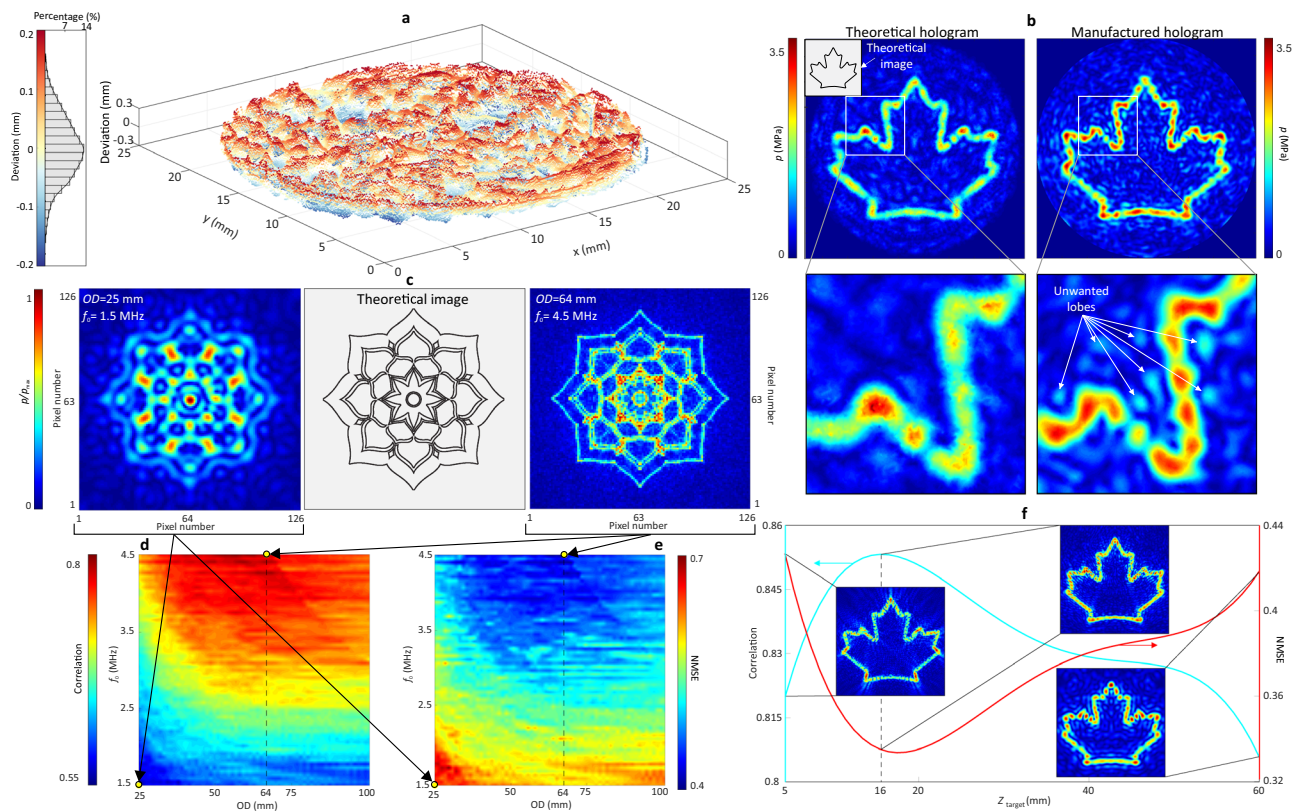 a
Percentage (%)
7 14
0.2
0.1
0
-0.1
-0.2
Deviation (mm)
Deviation (mm)
0.3
0
-0.3
25
20
15
10
5
0
y (mm)
0
5
10
15
20
25
x (mm)
b
Theoretical hologram
Manufactured hologram
Theoretical
image
3.5
p (MPa)
0
3.5
p (MPa)
0
Unwanted
lobes
c
1
p/p
0
126
Pixel number
63
1
OD=25 mm
f₀= 1.5 MHz
1 64 126
Pixel number
Theoretical image
OD=64 mm
f₀= 4.5 MHz
126
Pixel number
63
1
1 63 126
Pixel number
d
0.8
Correlation
0.55
4.5
3.5
2.5
1.5
f₀ (MHz)
25 50 64 75 100
OD (mm)
e
4.5
3.5
2.5
1.5
f₀ (MHz)
25 50 64 75 100
OD (mm)
0.7
NMSE
0.4
f
0.86
0.845
0.83
0.815
0.8
Correlation
0.44
0.4
0.36
0.32
NMSE
5 16 20 40 60
Z target (mm)